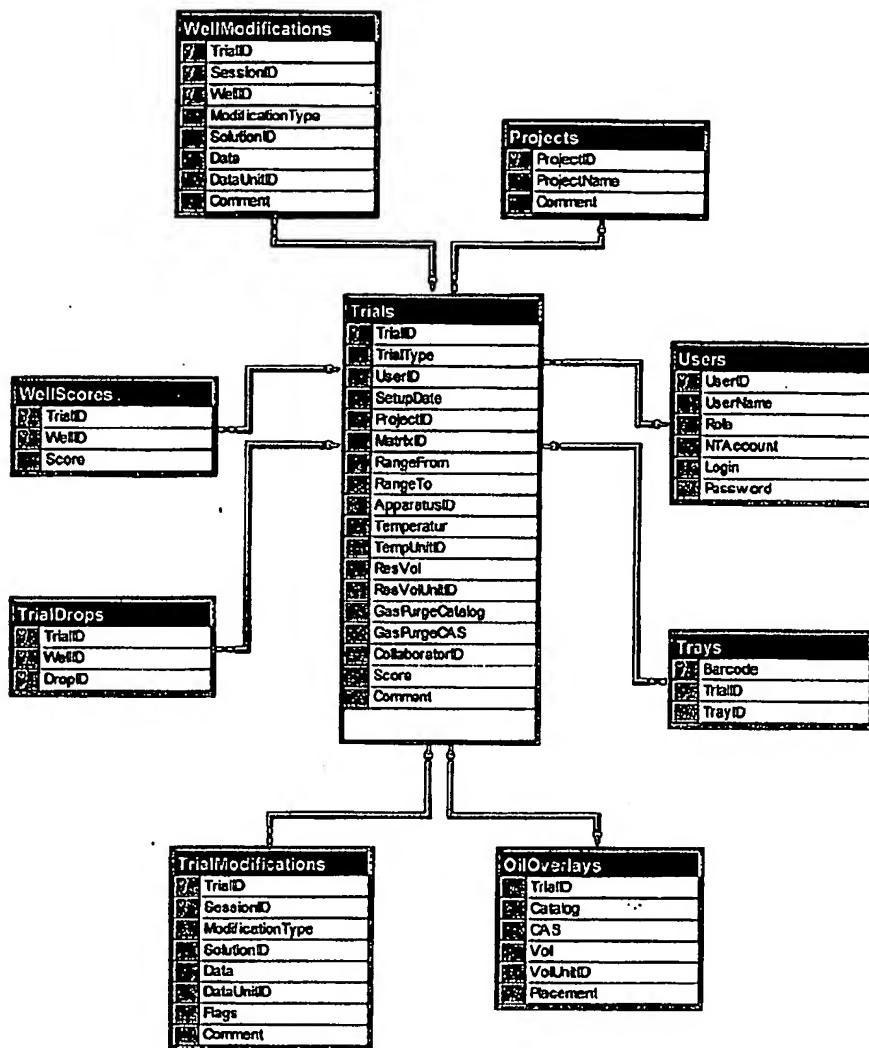 WellModifications
TrialID
SessionID
WellID
ModificationType
SolutionID
Data
DataUnitID
Comment
Projects
ProjectID
ProjectName
Comment
Trials
TrialID
TrialType
UserID
SetupDate
ProjectID
MatrixID
RangeFrom
RangeTo
ApparatusID
Temperatur
TempUnitID
ResVol
ResVolUnitID
GasPurgeCatalog
GasPurgeCAS
CollaboratorID
Score
Comment
WellScores
TrialID
WellID
Score
Users
UserID
UserName
Role
NTAccount
Login
Password
TrialDrops
TrialID
WellID
DropID
Trays
Barcode
TrialID
TrayID
TrialModifications
TrialID
SessionID
ModificationType
SolutionID
Data
DataUnitID
Flags
Comment
OilOverlays
TrialID
Catalog
CAS
Vol
VolUnitID
Placement